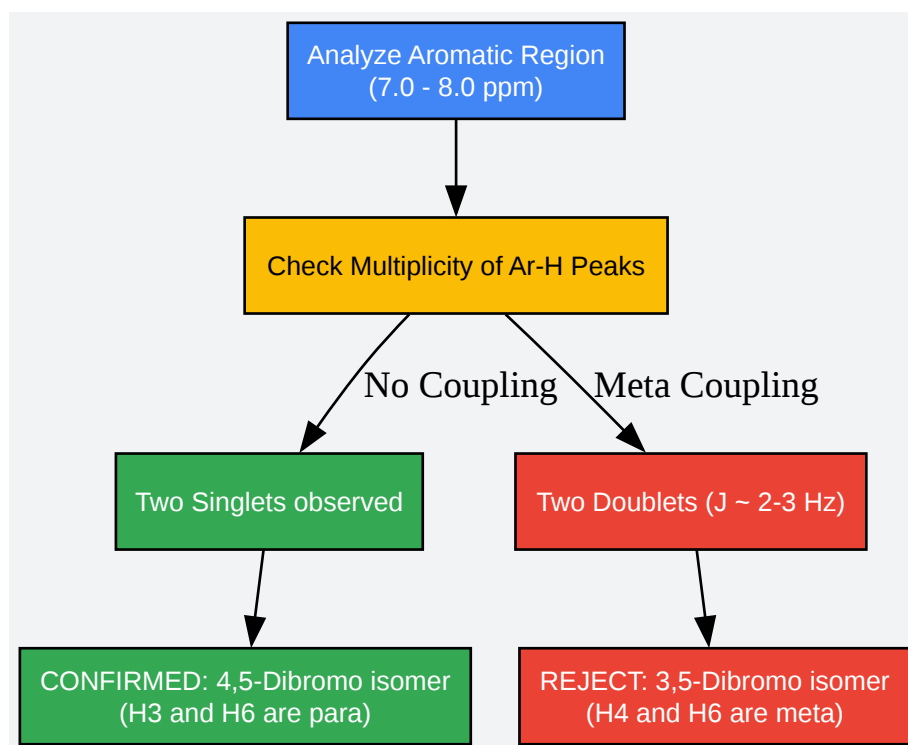 Analyze Aromatic Region
(7.0 - 8.0 ppm)
Check Multiplicity of Ar-H Peaks
No Coupling
Meta Coupling
Two Singlets observed
Two Doublets (J ~ 2-3 Hz)
CONFIRMED: 4,5-Dibromo isomer
(H3 and H6 are para)
REJECT: 3,5-Dibromo isomer
(H4 and H6 are meta)